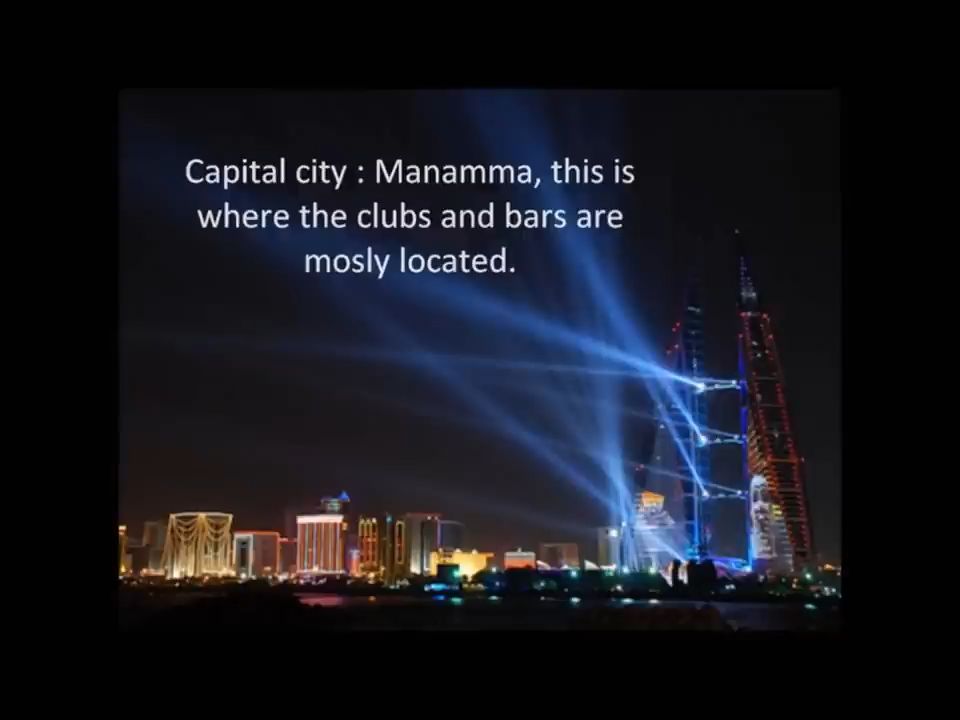 Capital city : Manamma, this is
where the clubs and bars are
mosly located.